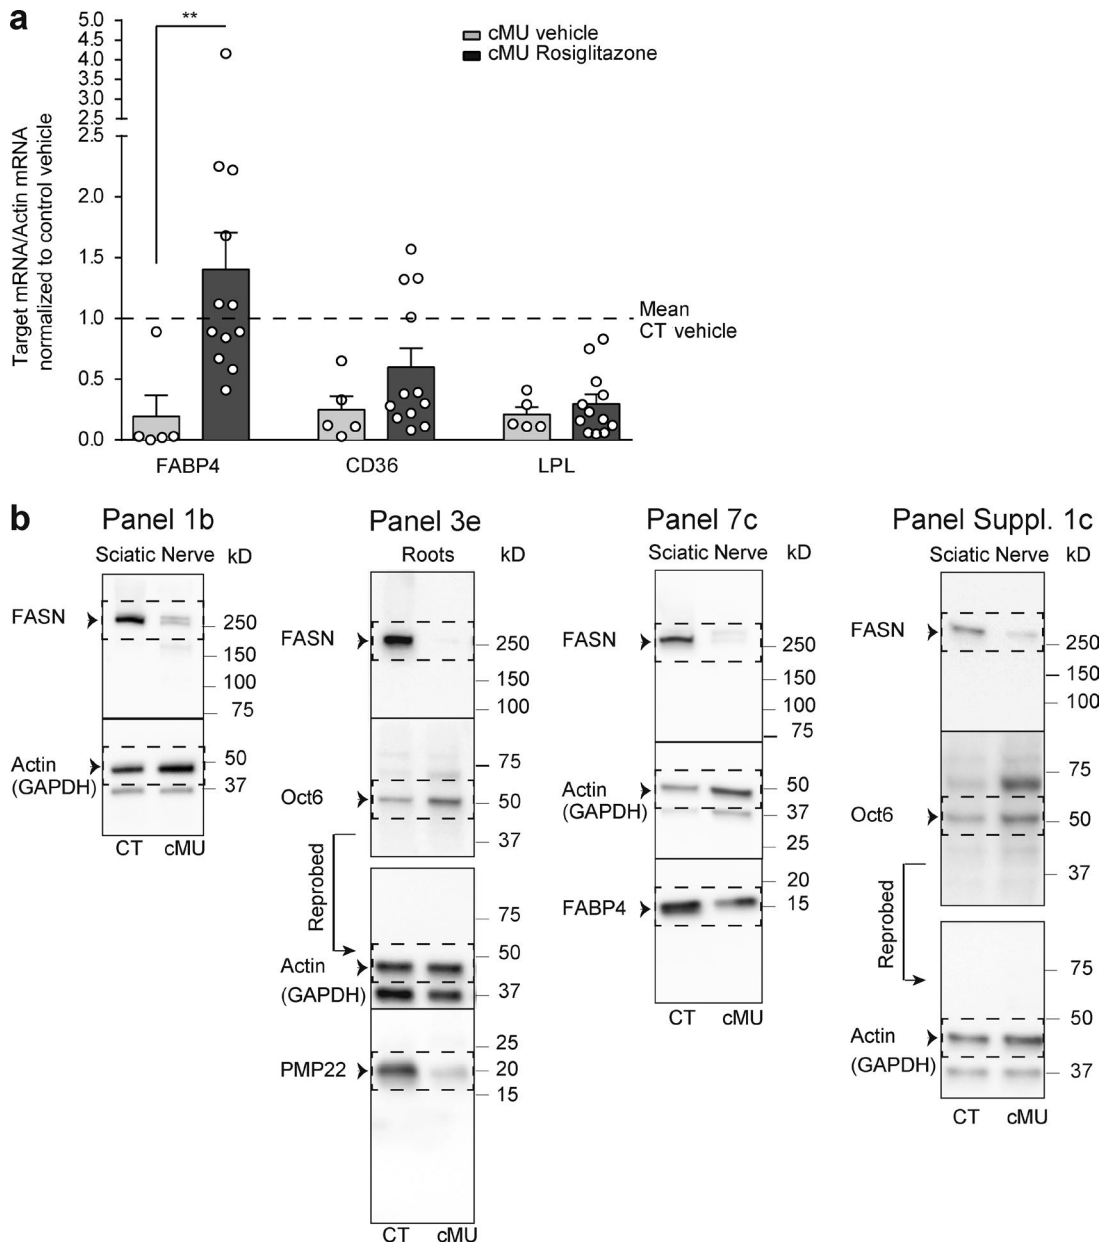 a
5.0
4.5
4.0
3.5
3.0
2.5
2.5
2.0
1.5
1.0
0.5
0.0
Target mRNA/Actin mRNA
normalized to control vehicle
**
cMU vehicle
cMU Rosiglitazone
Mean
CT vehicle
FABP4
CD36
LPL
b
Panel 1b
Sciatic Nerve kD
FASN
250
150
100
75
Actin
(GAPDH)
50
37
CT cMU
Panel 3e
Roots kD
FASN
250
150
100
75
Oct6
50
37
Reprobed
75
50
Actin
(GAPDH)
37
25
PMP22
20
15
CT cMU
Panel 7c
Sciatic Nerve kD
FASN
250
150
100
75
Actin
(GAPDH)
50
37
25
20
FABP4
15
CT cMU
Panel Suppl. 1c
Sciatic Nerve kD
FASN
250
150
100
75
Oct6
50
37
Reprobed
75
50
Actin
(GAPDH)
37
CT cMU